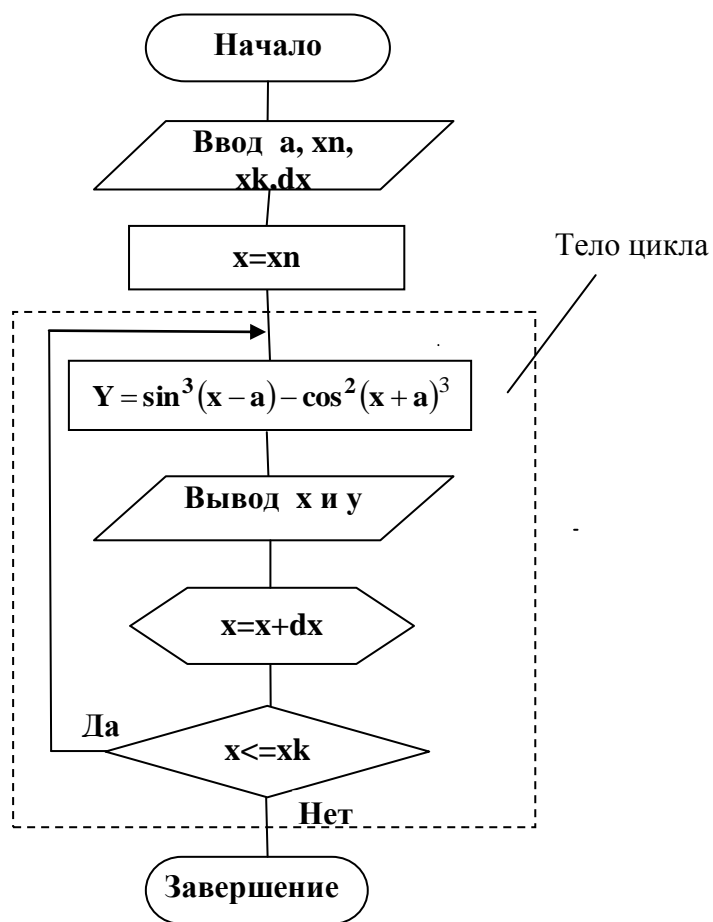 Начало
Ввод a, xn,
xk,dx
x=xn
Тело цикла
Y = sin³(x − a) − cos²(x + a)³
Вывод x и y
x=x+dx
Да
x<=xk
Нет
Завершение